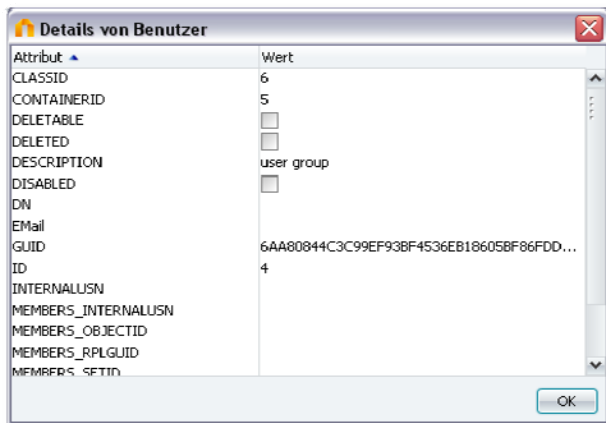 Details von Benutzer
Attribut Wert
CLASSID 6
CONTAINERID 5
DELETABLE
DELETED
DESCRIPTION user group
DISABLED
DN
EMail
GUID 6AA80844C3C99EF93BF4536EB18605BF86FDD...
ID 4
INTERNALUSN
MEMBERS_INTERNALUSN
MEMBERS_OBJECTID
MEMBERS_RPLGUID
MEMBERS_SETID
OK